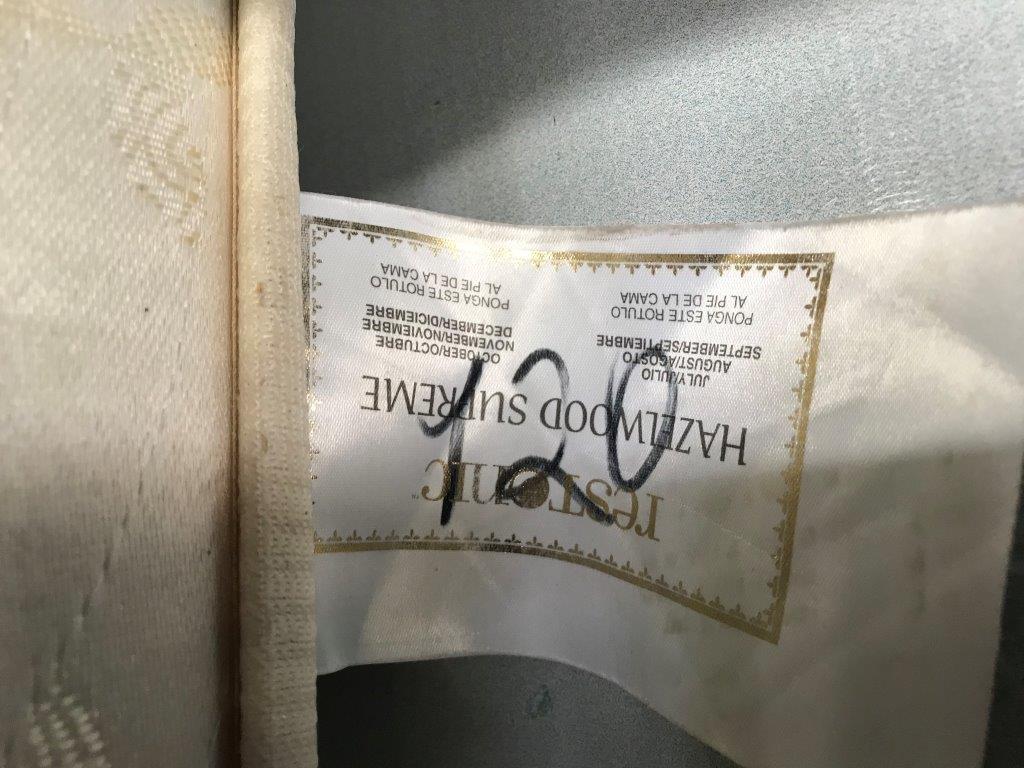 resTonic™
HAZELWOOD SUPREME
JULY/JULIO
AUGUST/AGOSTO
SEPTEMBER/SEPTIEMBRE
PONGA ESTE ROTULO
AL PIE DE LA CAMA
OCTOBER/OCTUBRE
NOVEMBER/NOVIEMBRE
DECEMBER/DICIEMBRE
PONGA ESTE ROTULO
AL PIE DE LA CAMA
120